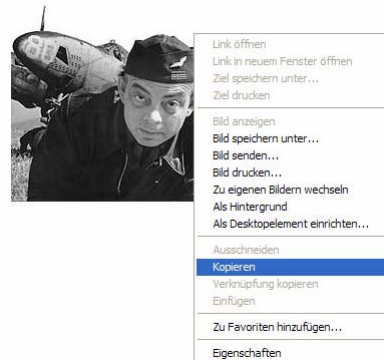 Link öffnen
Link in neuem Fenster öffnen
Ziel speichern unter...
Ziel drucken
Bild anzeigen
Bild speichern unter...
Bild senden...
Bild drucken...
Zu eigenen Bildern wechseln
Als Hintergrund
Als Desktopelement einrichten...
Ausschneiden
Kopieren
Verknüpfung kopieren
Einfügen
Zu Favoriten hinzufügen...
Eigenschaften